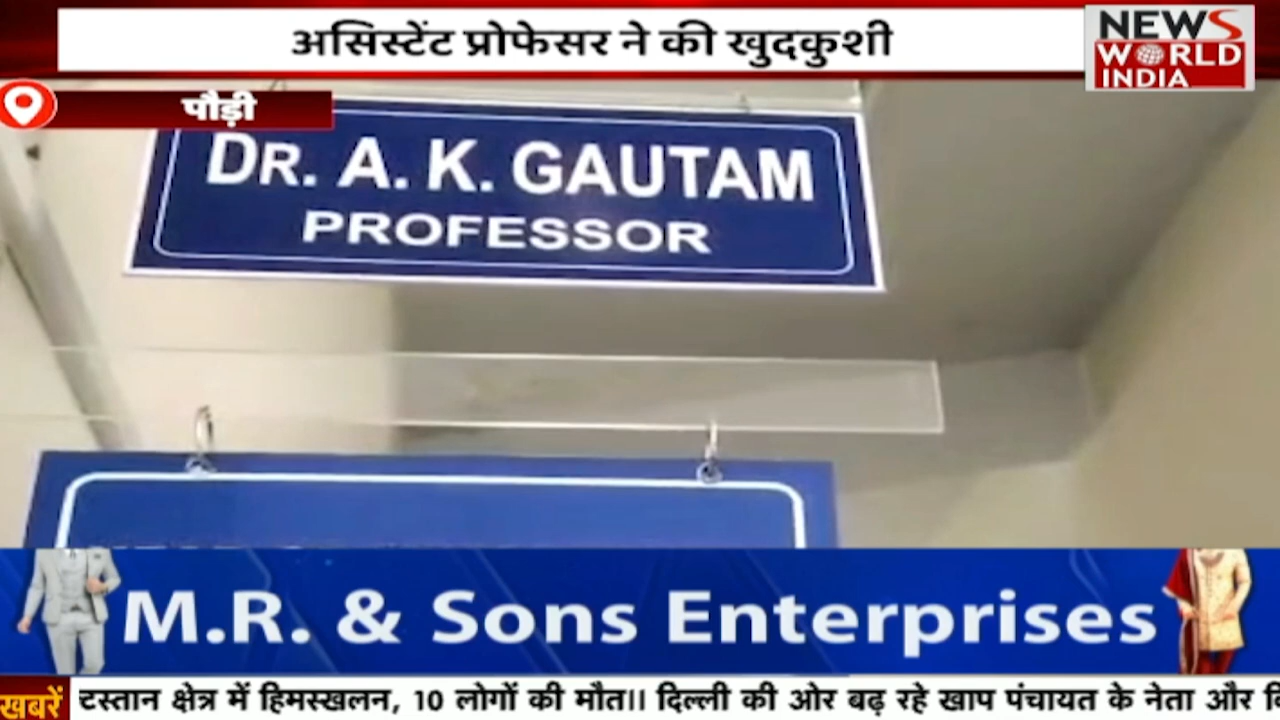 असिस्टेंट प्रोफेसर ने की खुदकुशी
NEWS
WORLD
INDIA
पौड़ी
DR. A. K. GAUTAM
PROFESSOR
M.R. & Sons Enterprises
खबरें
टस्तान क्षेत्र में हिमस्खलन, 10 लोगों की मौत।। दिल्ली की ओर बढ़ रहे खाप पंचायत के नेता और